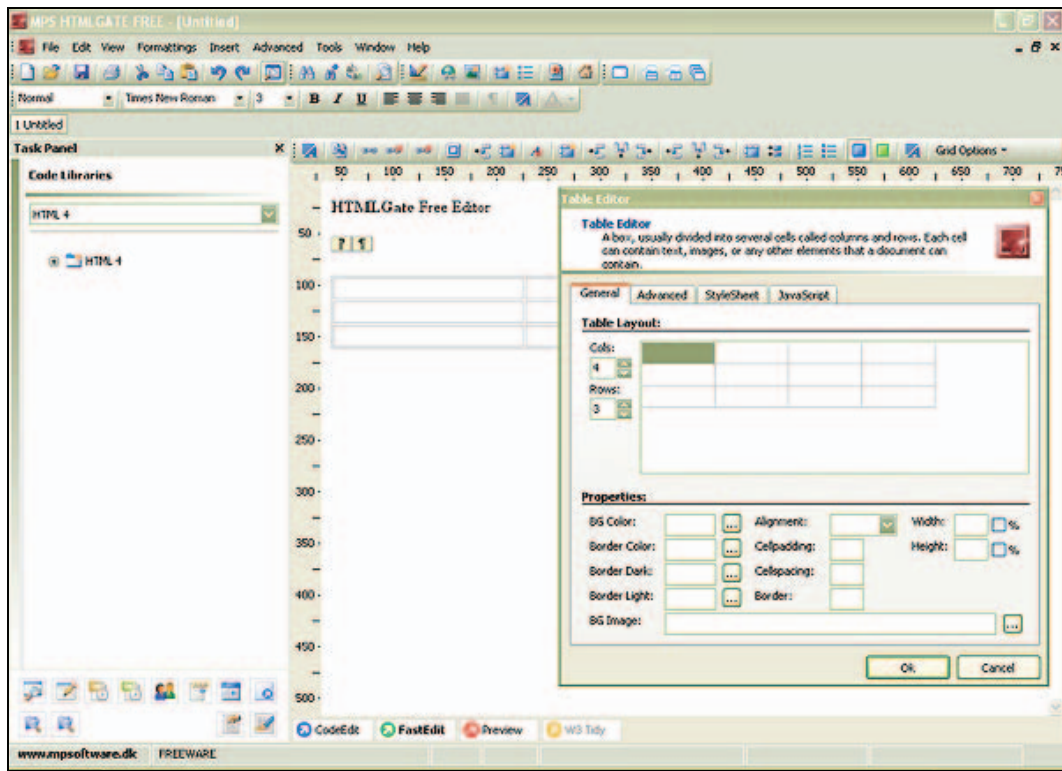 MPS HTMLGATE FREE - [Untitled]
File Edit View Formattings Insert Advanced Tools Window Help
Normal Times New Roman 3 B I U
1 Untitled
Task Panel
Grid Options
Code Libraries
50 100 150 200 250 300 350 400 450 500 550 600 650 700
HTML 4
HTML 4
HTMLGate Free Editor
? ¶
50
100
150
200
250
300
350
400
450
500
Table Editor
Table Editor
A box, usually divided into several cells called columns and rows. Each cell
can contain text, images, or any other elements that a document can
contain.
General Advanced StyleSheet JavaScript
Table Layout:
Cols:
4
Rows:
3
Properties:
BG Color: ... Alignment: Width: %
Border Color: ... Cellpadding: Height: %
Border Dark: ... Cellspacing:
Border Light: ... Border:
BG Image: ...
Ok Cancel
CodeEdit FastEdit Preview W3 Tidy
www.mpsoftware.dk FREEWARE